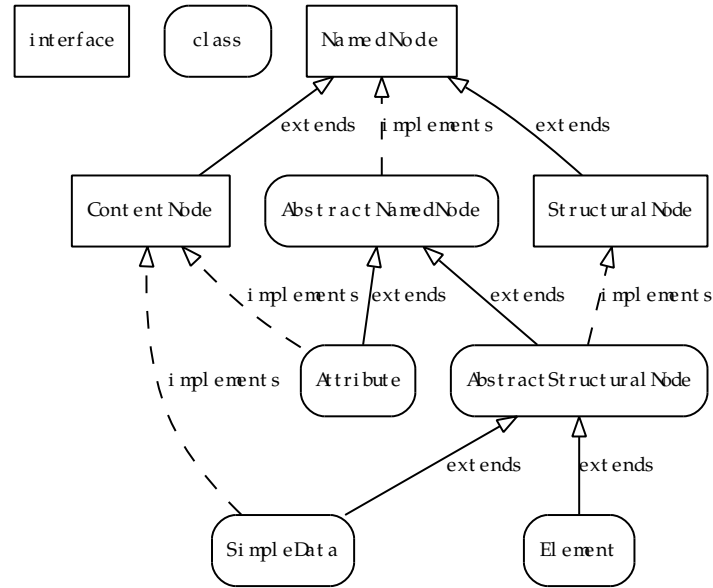 interface
class
NamedNode
extends
implements
extends
ContentNode
AbstractNamedNode
StructuralNode
implements
extends
extends
implements
implements
Attribute
AbstractStructuralNode
extends
extends
SimpleData
Element